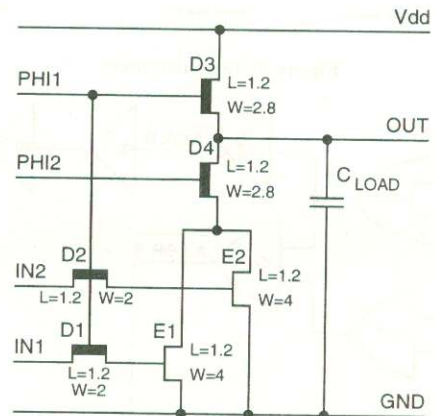 Vdd
D3
PHI1
L=1.2
W=2.8
OUT
D4
PHI2
L=1.2
W=2.8
C LOAD
D2
E2
IN2
L=1.2
L=1.2 W=2
W=4
D1
E1
IN1
L=1.2
L=1.2
W=2
W=4
GND